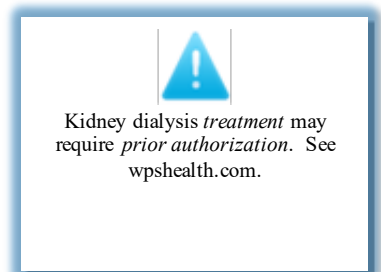 Kidney dialysis treatment may
require prior authorization. See
wpshealth.com.